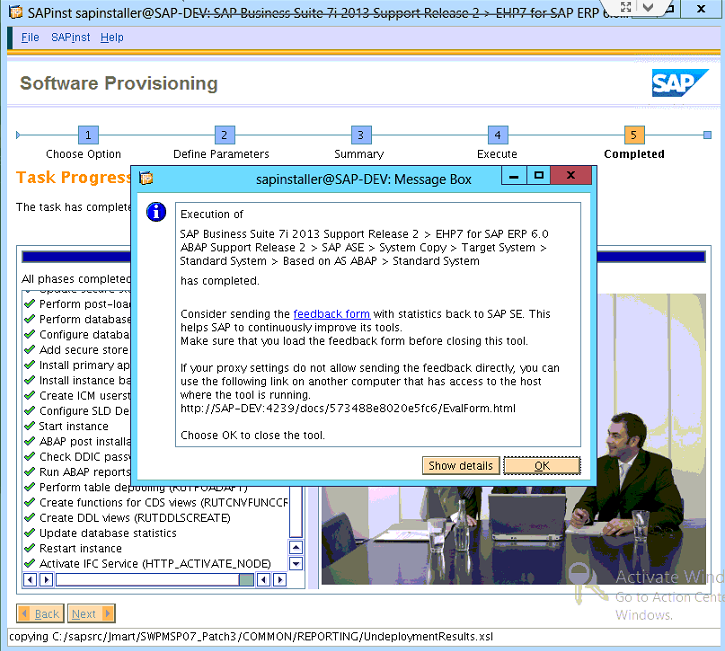 SAPinst sapinstaller@SAP-DEV: SAP Business Suite 7i 2013 Support Release 2 > EHP7 for SAP ERP 6.0...
File SAPinst Help
Software Provisioning
SAP
1 2 3 4 5
Choose Option Define Parameters Summary Execute Completed
Task Progress
The task has complete
sapinstaller@SAP-DEV: Message Box
Execution of
SAP Business Suite 7i 2013 Support Release 2 > EHP7 for SAP ERP 6.0
ABAP Support Release 2 > SAP ASE > System Copy > Target System >
Standard System > Based on AS ABAP > Standard System
has completed.
Consider sending the feedback form with statistics back to SAP SE. This
helps SAP to continuously improve its tools.
Make sure that you load the feedback form before closing this tool.
If your proxy settings do not allow sending the feedback directly, you can
use the following link on another computer that has access to the host
where the tool is running.
http://SAP-DEV:4239/docs/573488e8020e5fc6/EvalForm.html
Choose OK to close the tool.
Show details OK
All phases completed
Perform post-loa
Perform database
Configure databa
Add secure store
Install primary ap
Install instance ba
Create ICM userst
Configure SLD De
Start instance
ABAP post installa
Check DDIC passw
Run ABAP reports
Perform table depooling (RUTPOADAPT)
Create functions for CDS views (RUTCNVFUNCCR
Create DDL views (RUTDDLSCREATE)
Update database statistics
Restart instance
Activate IFC Service (HTTP_ACTIVATE_NODE)
Activate Wind
Go to Action Cente
Windows.
Back Next
copying C:/sapsrc/Jmart/SWPMSP07_Patch3/COMMON/REPORTING/UndeploymentResults.xsl